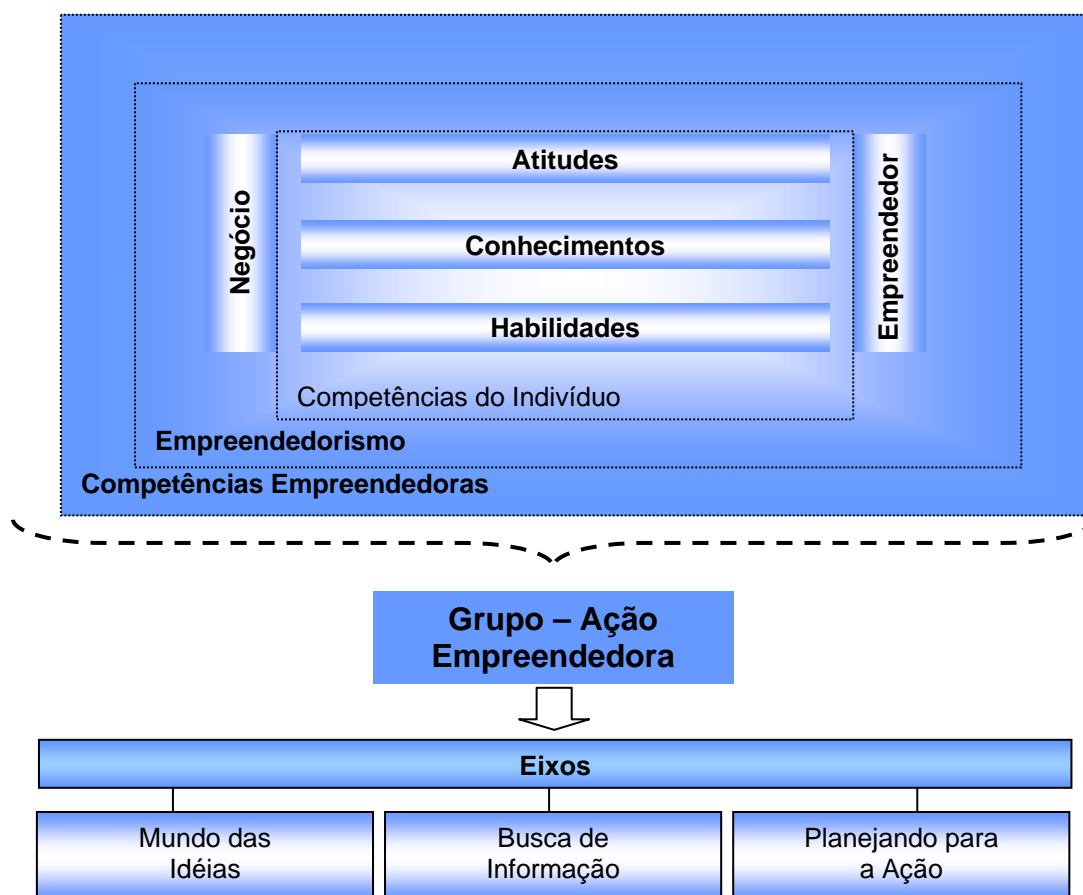 Atitudes
Negócio
Conhecimentos
Empreendedor
Habilidades
Competências do Indivíduo
Empreendedorismo
Competências Empreendedoras
Grupo – Ação
Empreendedora
Eixos
Mundo das
Idéias
Busca de
Informação
Planejando para
a Ação